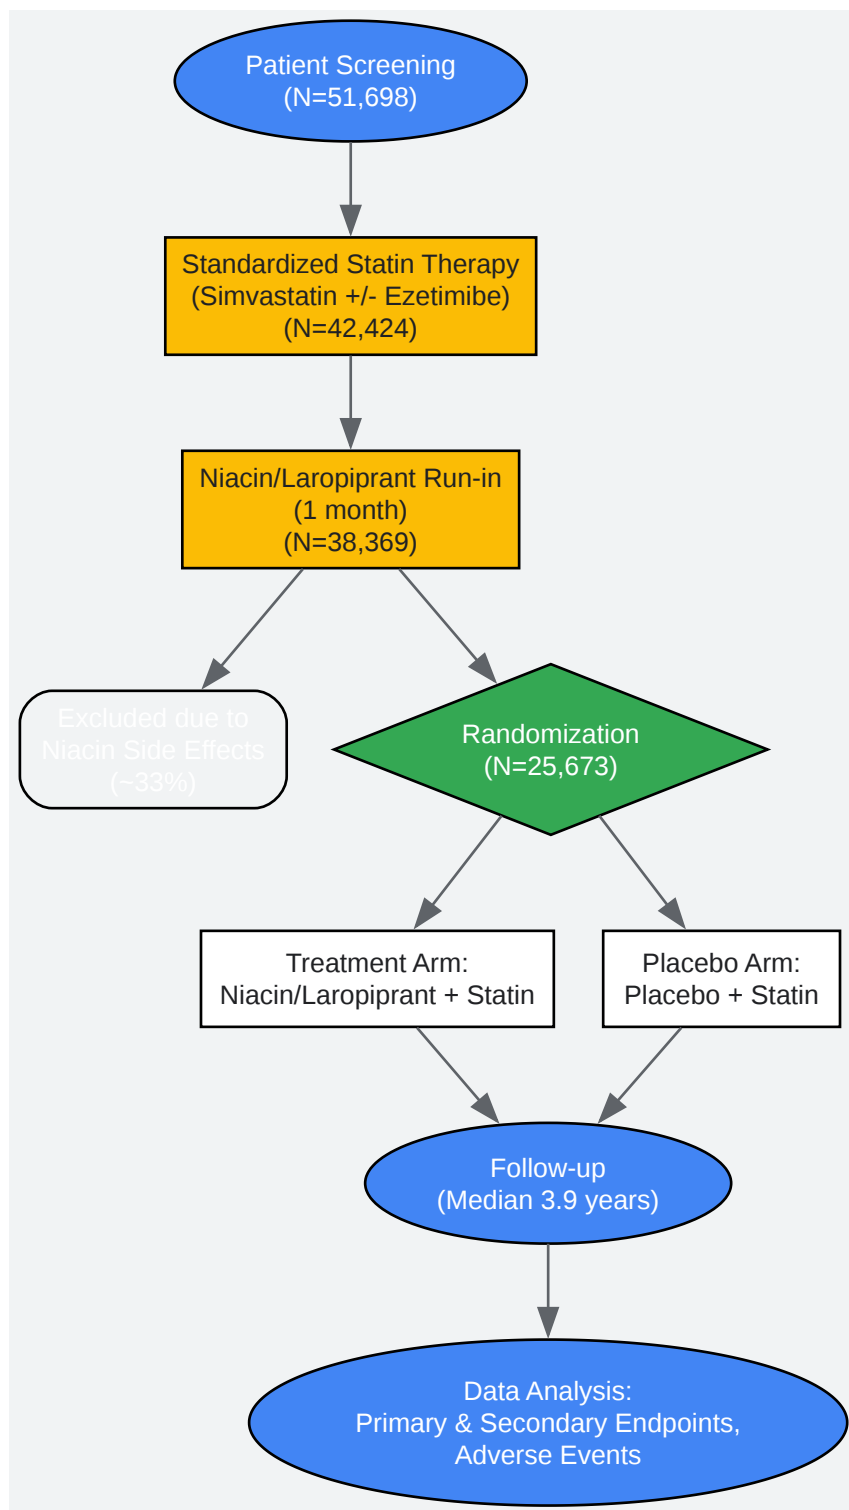 Patient Screening
(N=51,698)
Standardized Statin Therapy
(Simvastatin +/- Ezetimibe)
(N=42,424)
Niacin/Laropiprant Run-in
(1 month)
(N=38,369)
Excluded due to
Niacin Side Effects
(~33%)
Randomization
(N=25,673)
Treatment Arm:
Niacin/Laropiprant + Statin
Placebo Arm:
Placebo + Statin
Follow-up
(Median 3.9 years)
Data Analysis:
Primary & Secondary Endpoints,
Adverse Events